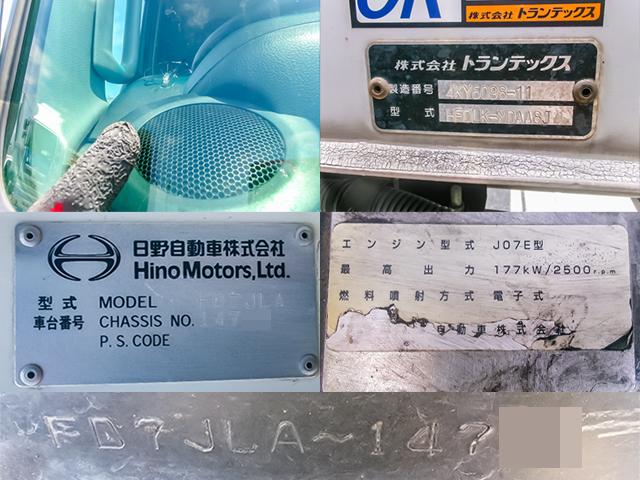 株式会社 トランテックス
株式会社 トランテックス
製造番号
型 式
日野自動車株式会社
Hino Motors, Ltd.
型 式 MODEL FD7JLA
車台番号 CHASSIS NO. 147
P. S. CODE
エンジン型式 J07E型
最高出力 177kW/2500r.p.m
燃料噴射方式 電子式
自動車株式会社
FD7JLA~147